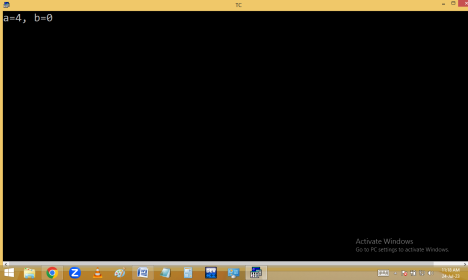 TC
a=4, b=0
Activate Windows
Go to PC settings to activate Windows.